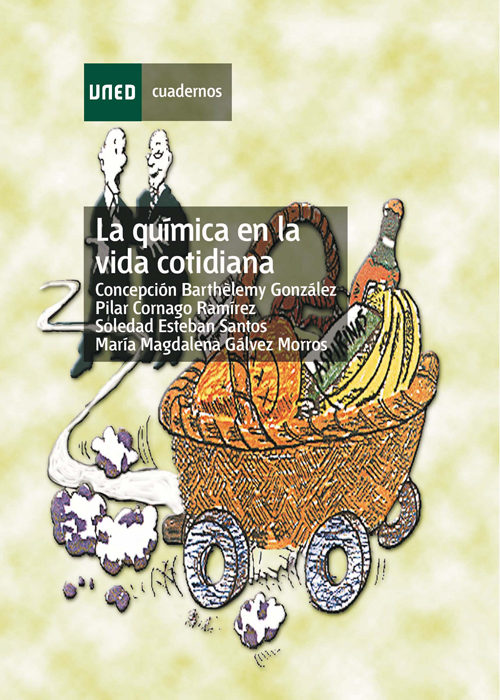 UNED
cuadernos
La química en la
vida cotidiana
Concepción Barthelemy González
Pilar Cornago Ramírez
Soledad Esteban Santos
María Magdalena Gálvez Morros